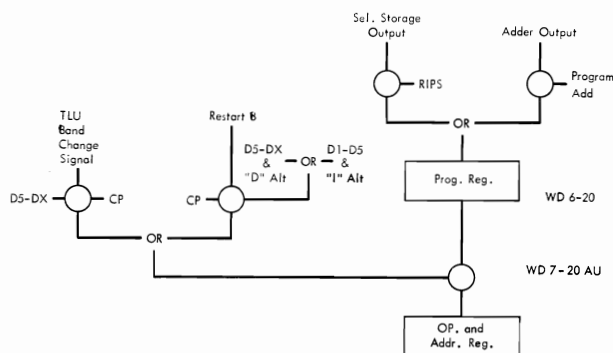 Sel. Storage
Output
Adder Output
RIPS
Program
Add
OR
TLU
Band
Change
Signal
Restart B
D5-DX
&
"D" Alt
OR
D1-D5
&
"I" Alt
D5-DX
CP
CP
Prog. Reg.
WD 6-20
OR
WD 7-20 AU
OP. and
Addr. Reg.